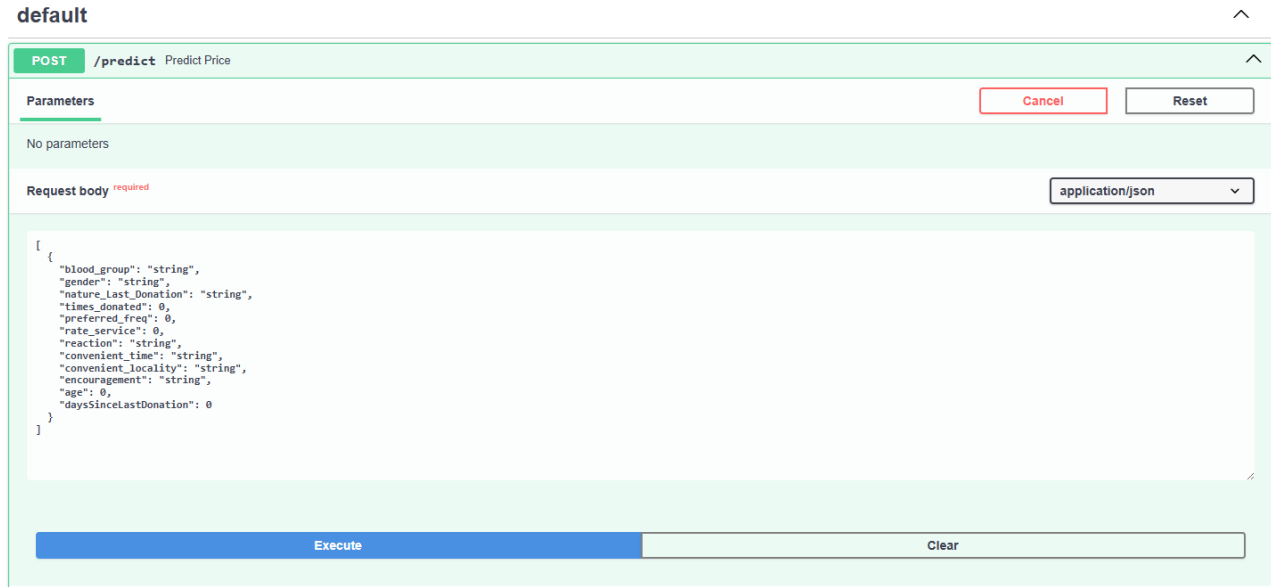 default
POST /predict Predict Price
Parameters Cancel Reset
No parameters
Request body required application/json
[
{
"blood_group": "string",
"gender": "string",
"nature_Last_Donation": "string",
"times_donated": 0,
"preferred_freq": 0,
"rate_service": 0,
"reaction": "string",
"convenient_time": "string",
"convenient_locality": "string",
"encouragement": "string",
"age": 0,
"daysSinceLastDonation": 0
}
]
Execute Clear